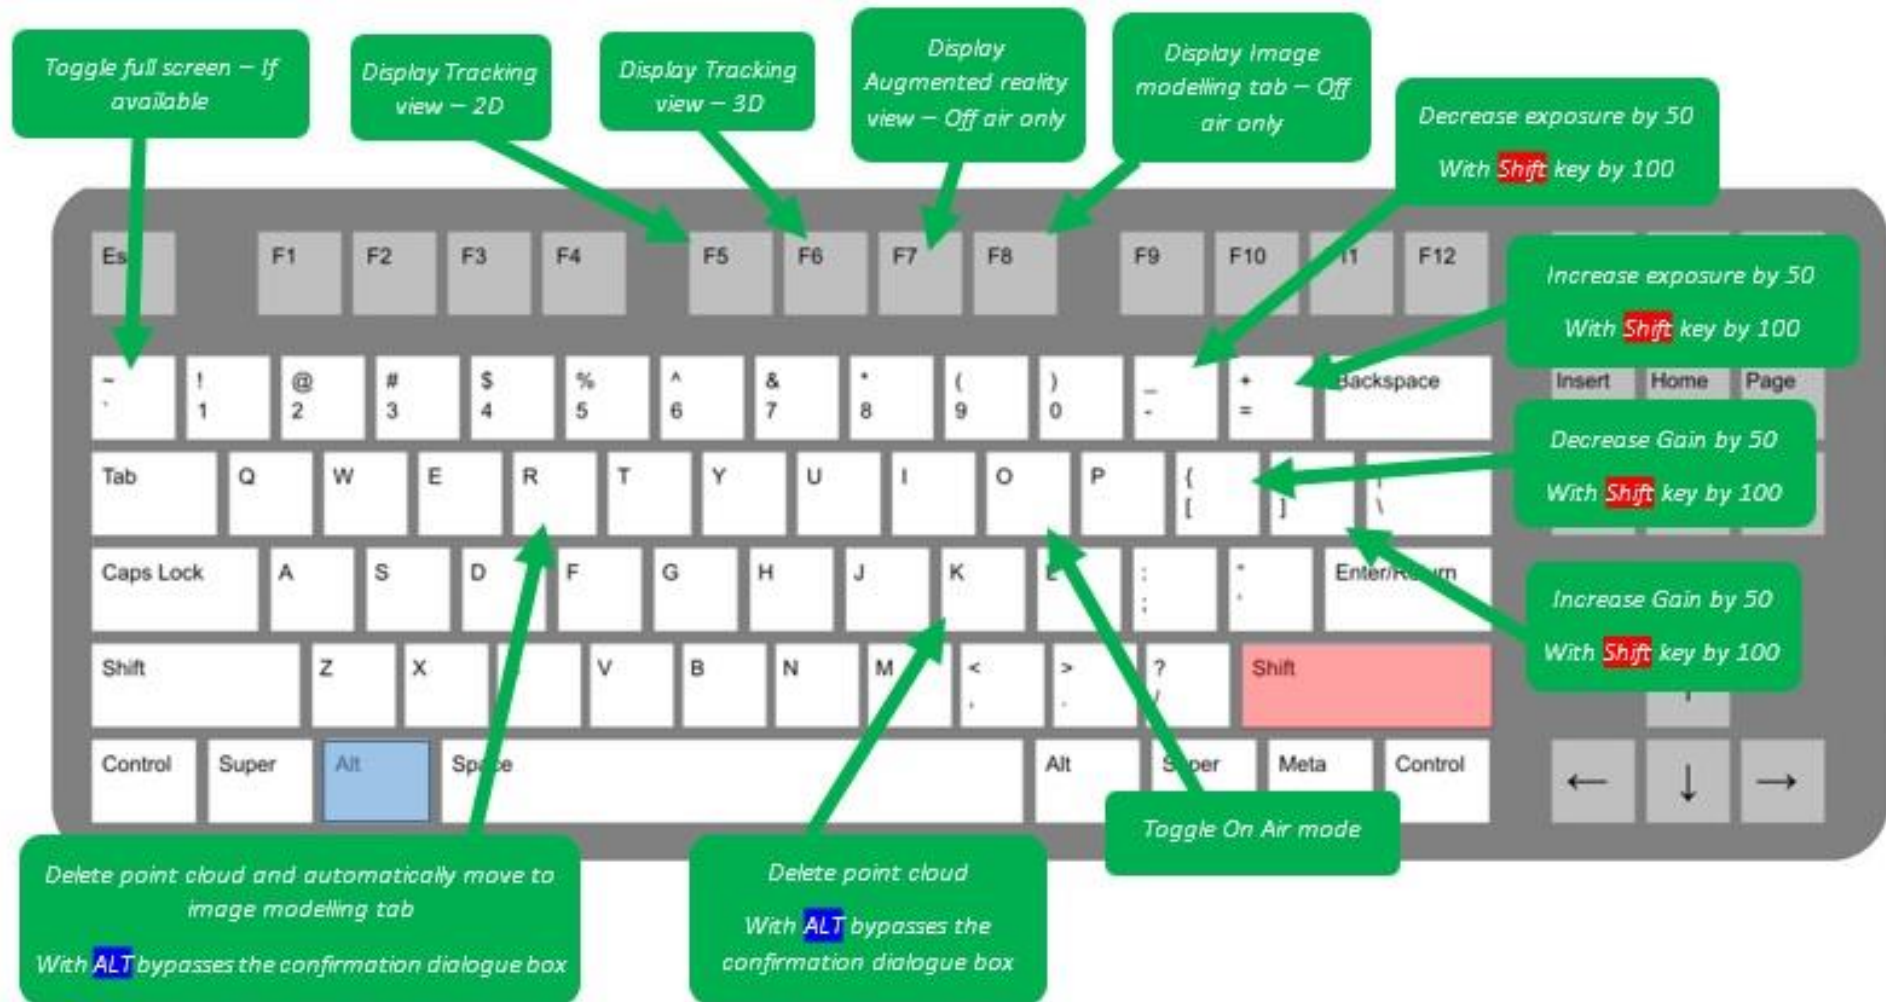 Toggle full screen – If
available
Display Tracking
view – 2D
Display Tracking
view – 3D
Display
Augmented reality
view – Off air only
Display Image
modelling tab – Off
air only
Decrease exposure by 50
With Shift key by 100
Increase exposure by 50
With Shift key by 100
F1 F2 F3 F4 F5 F6 F7 F8 F9 F10 F12
~ ! @ # $ % ^ & * ( ) _ + Backspace Insert Home Page
` 1 2 3 4 5 6 7 8 9 0 - =
Decrease Gain by 50
With Shift key by 100
Tab Q W E R T Y U I O P {
[ ] \
Caps Lock A S D F G H J K : " Enter/Return
; '
Increase Gain by 50
With Shift key by 100
Shift Z X V B N M < > ? Shift
, . /
Control Super Alt Space Alt Super Meta Control ← ↓ →
Toggle On Air mode
Delete point cloud and automatically move to
image modelling tab
With ALT bypasses the confirmation dialogue box
Delete point cloud
With ALT bypasses the
confirmation dialogue box